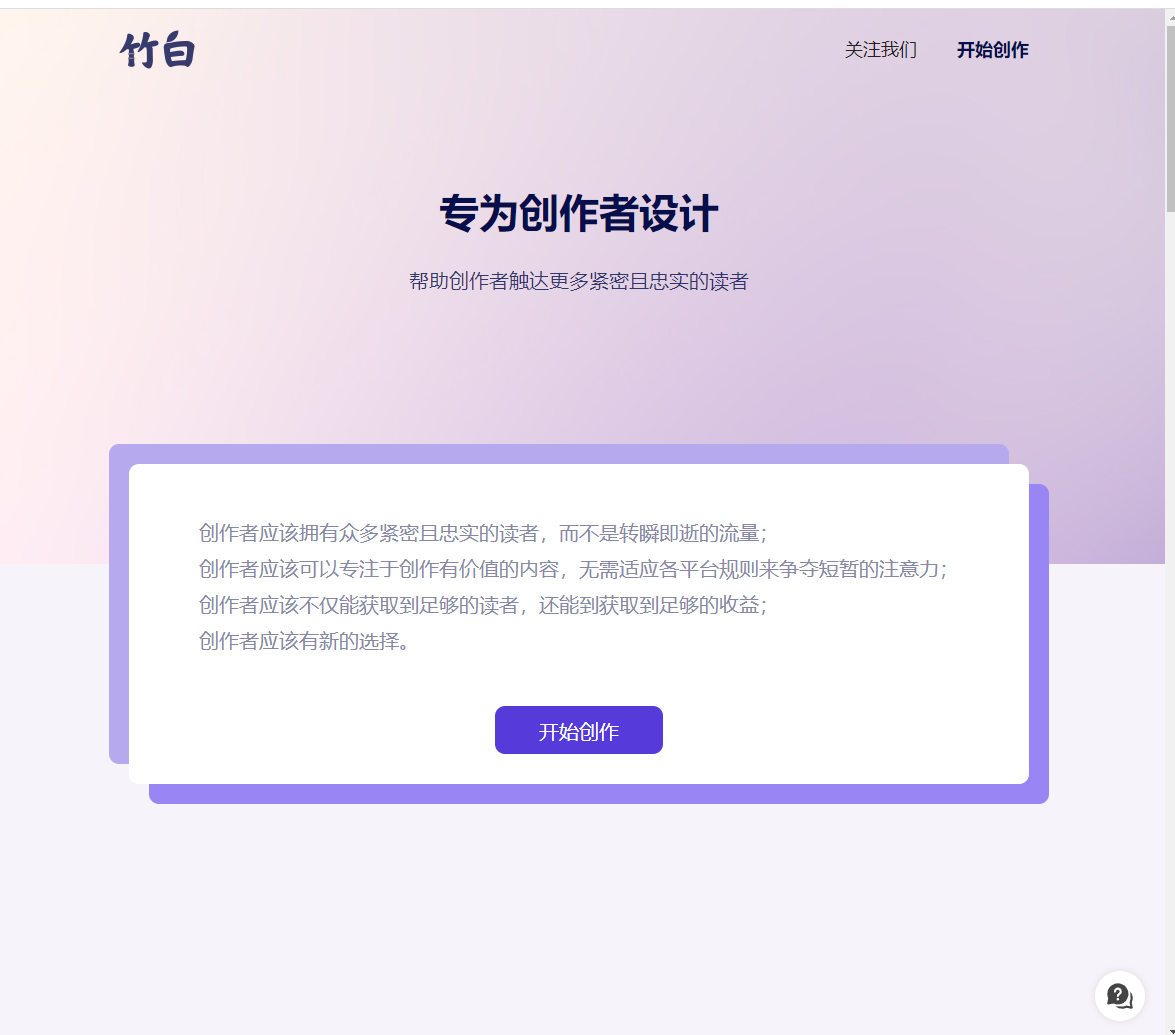 竹白
关注我们
开始创作
专为创作者设计
帮助创作者触达更多紧密且忠实的读者
创作者应该拥有众多紧密且忠实的读者，而不是转瞬即逝的流量；
创作者应该可以专注于创作有价值的内容，无需适应各平台规则来争夺短暂的注意力；
创作者应该不仅能获取到足够的读者，还能到获取到足够的收益；
创作者应该有新的选择。
开始创作